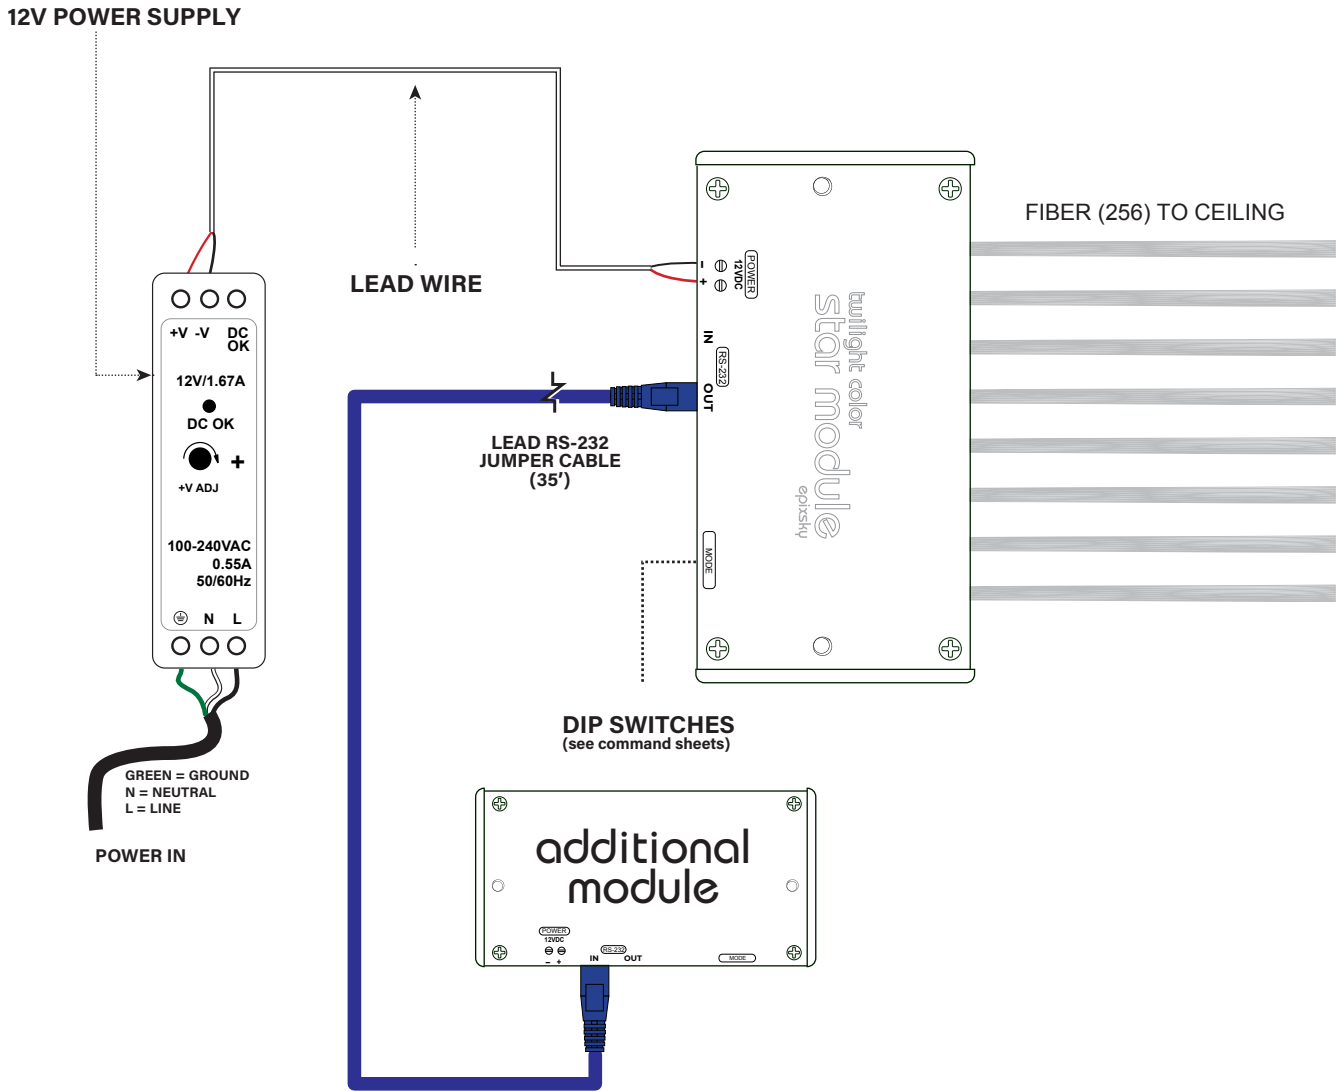 12V POWER SUPPLY
LEAD WIRE
+V -V DC
OK
12V/1.67A
DC OK
+
+V ADJ
100-240VAC
0.55A
50/60Hz
N L
GREEN = GROUND
N = NEUTRAL
L = LINE
POWER IN
- 
+
12VDC
POWER
IN
OUT
RS-232
MODE
twilight color
star module
epixsky
FIBER (256) TO CEILING
LEAD RS-232
JUMPER CABLE
(35')
DIP SWITCHES
(see command sheets)
additional
module
POWER
12VDC
– +
RS-232
IN OUT
MODE